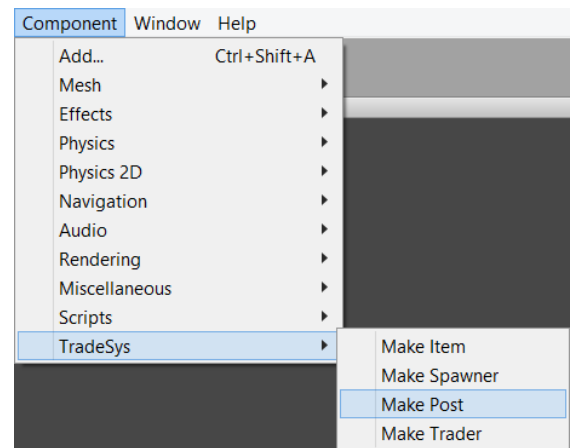 Component Window Help
Add... Ctrl+Shift+A
Mesh
Effects
Physics
Physics 2D
Navigation
Audio
Rendering
Miscellaneous
Scripts
TradeSys
Make Item
Make Spawner
Make Post
Make Trader